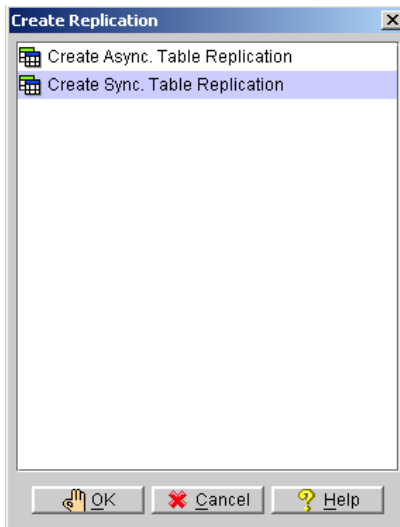 Create Replication
Create Async. Table Replication
Create Sync. Table Replication
OK Cancel Help